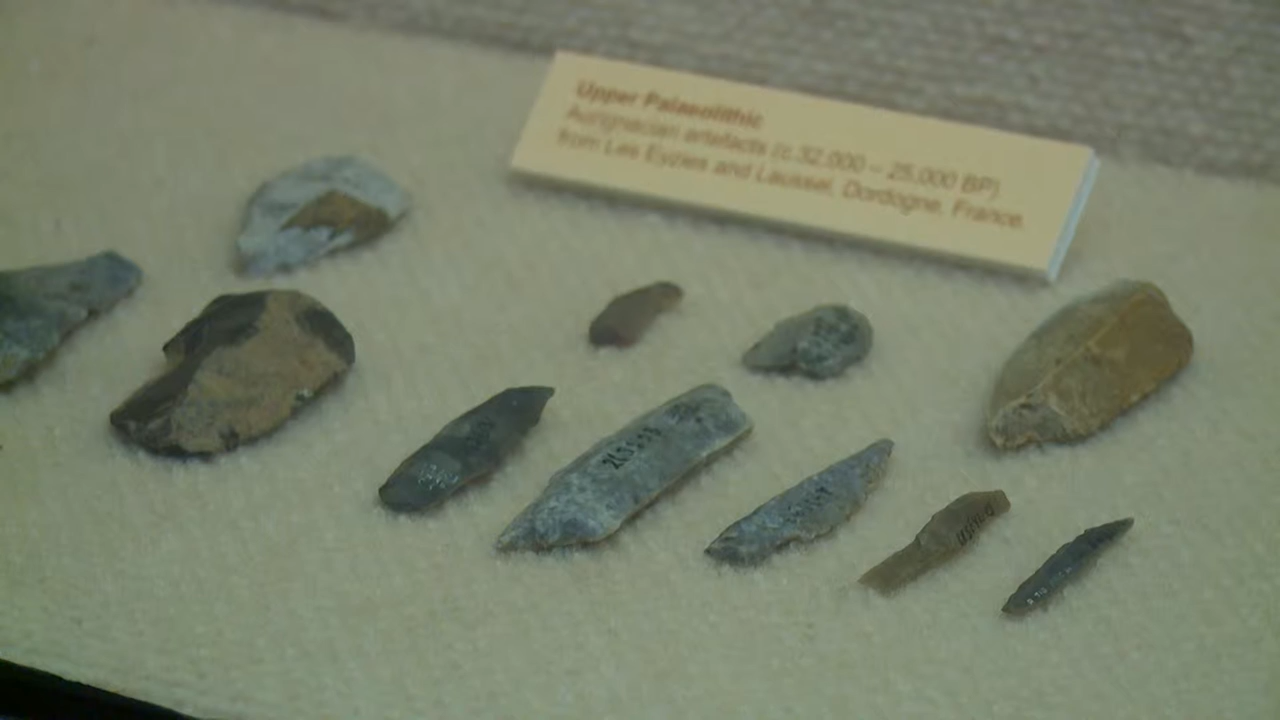 Upper Palaeolithic
Aurignacian artefacts (c.32,000 – 25,000 BP)
from Les Eyzies and Laussel, Dordogne, France